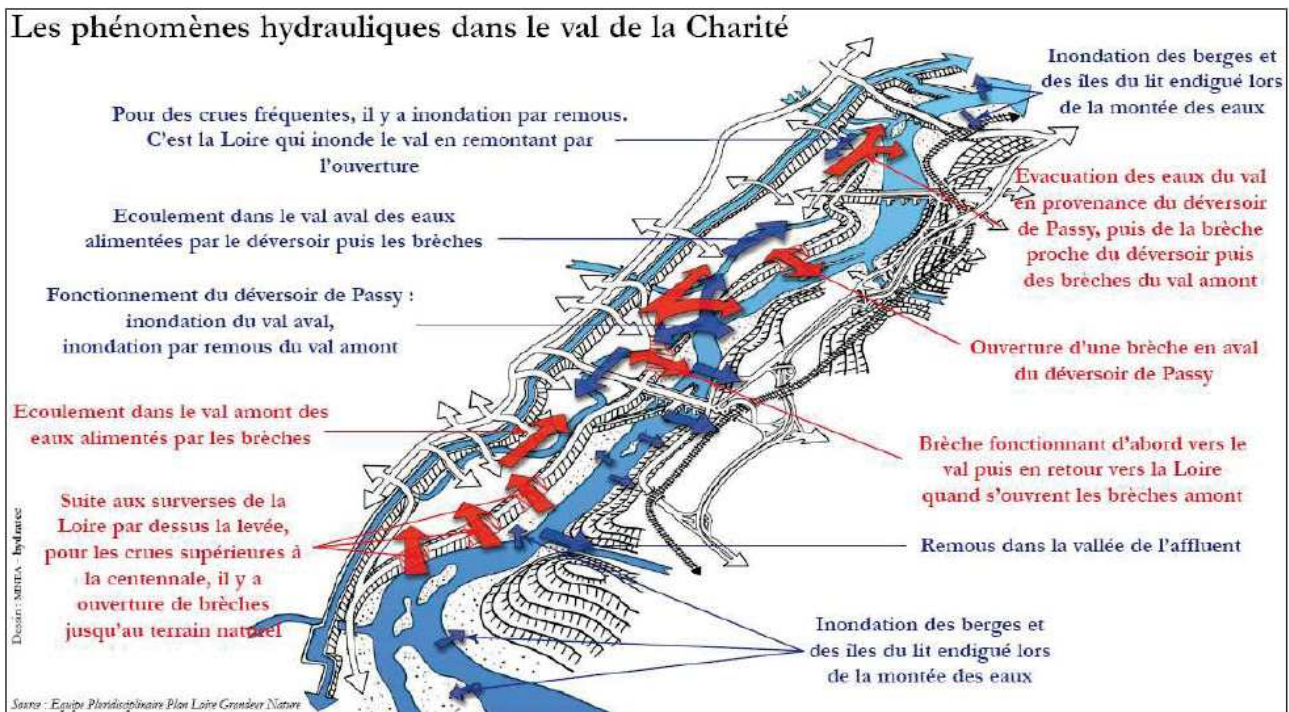 Les phénomènes hydrauliques dans le val de la Charité
Inondation des berges et
des îles du lit endigué lors
de la montée des eaux
Pour des crues fréquentes, il y a inondation par remous.
C'est la Loire qui inonde le val en remontant par
l'ouverture
Evacuation des eaux du val
en provenance du déversoir
de Passy, puis de la brèche
proche du déversoir puis
des brèches du val amont
Ecoulement dans le val aval des eaux
alimentées par le déversoir puis les brèches
Fonctionnement du déversoir de Passy :
inondation du val aval,
inondation par remous du val amont
Ouverture d'une brèche en aval
du déversoir de Passy
Ecoulement dans le val amont des
eaux alimentés par les brèches
Brèche fonctionnant d'abord vers le
val puis en retour vers la Loire
quand s'ouvrent les brèches amont
Suite aux surverses de la
Loire par dessus la levée,
pour les crues supérieures à
la centennale, il y a
ouverture de brèches
jusqu'au terrain naturel
Remous dans la vallée de l'affluent
Inondation des berges et
des îles du lit endigué lors
de la montée des eaux
Dessin : MINEA - hydratec
Source : Equipe Pluridisciplinaire Plan Loire Grandeur Nature